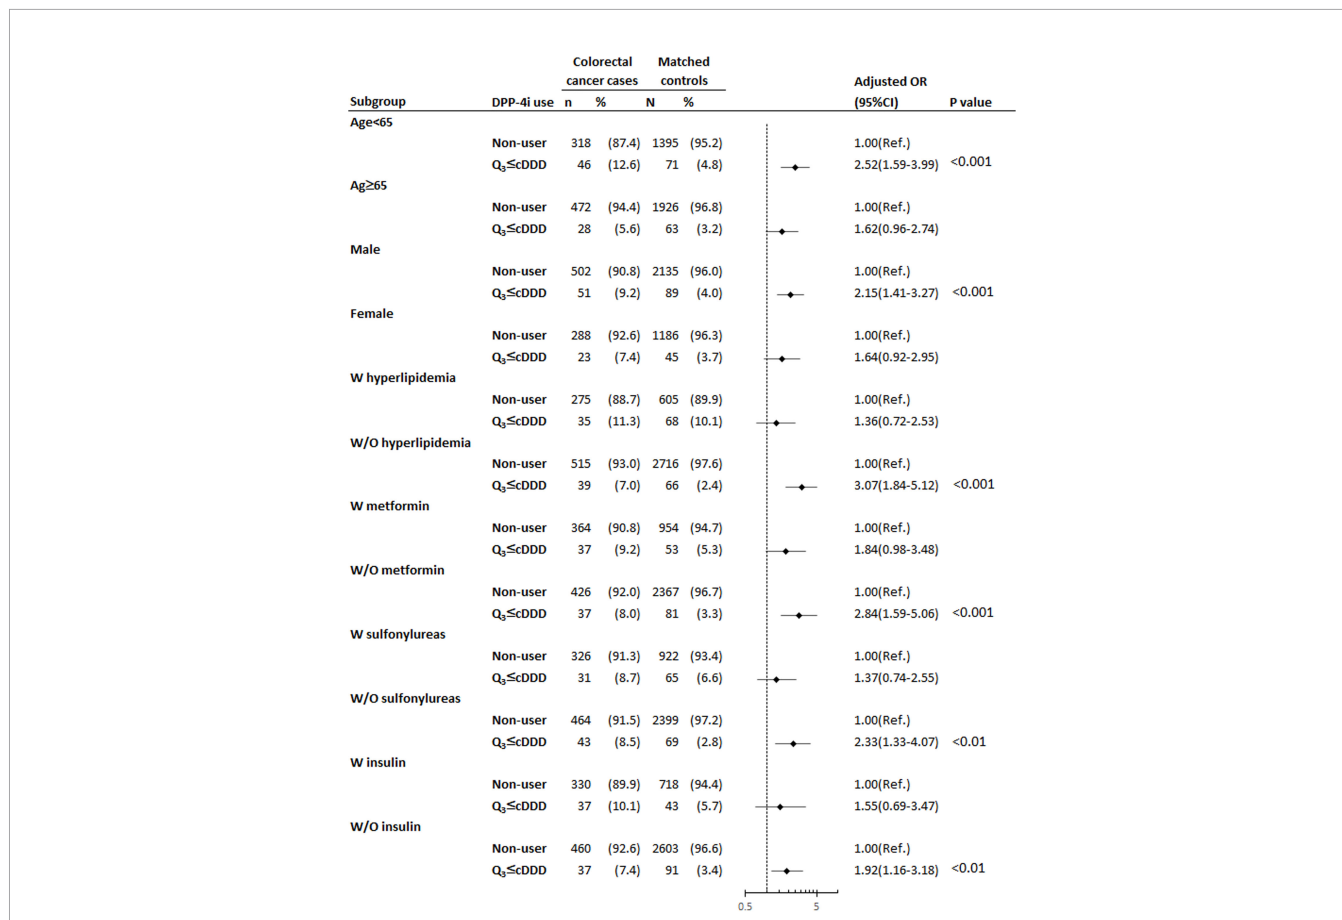 Colorectal Matched
cancer cases controls Adjusted OR
Subgroup DPP-4i use n % N % (95%CI) P value
Age<65
Non-user 318 (87.4) 1395 (95.2) 1.00(Ref.)
Q3≤cDDD 46 (12.6) 71 (4.8) 2.52(1.59-3.99) <0.001
Ag≥65
Non-user 472 (94.4) 1926 (96.8) 1.00(Ref.)
Q3≤cDDD 28 (5.6) 63 (3.2) 1.62(0.96-2.74)
Male
Non-user 502 (90.8) 2135 (96.0) 1.00(Ref.)
Q3≤cDDD 51 (9.2) 89 (4.0) 2.15(1.41-3.27) <0.001
Female
Non-user 288 (92.6) 1186 (96.3) 1.00(Ref.)
Q3≤cDDD 23 (7.4) 45 (3.7) 1.64(0.92-2.95)
W hyperlipidemia
Non-user 275 (88.7) 605 (89.9) 1.00(Ref.)
Q3≤cDDD 35 (11.3) 68 (10.1) 1.36(0.72-2.53)
W/O hyperlipidemia
Non-user 515 (93.0) 2716 (97.6) 1.00(Ref.)
Q3≤cDDD 39 (7.0) 66 (2.4) 3.07(1.84-5.12) <0.001
W metformin
Non-user 364 (90.8) 954 (94.7) 1.00(Ref.)
Q3≤cDDD 37 (9.2) 53 (5.3) 1.84(0.98-3.48)
W/O metformin
Non-user 426 (92.0) 2367 (96.7) 1.00(Ref.)
Q3≤cDDD 37 (8.0) 81 (3.3) 2.84(1.59-5.06) <0.001
W sulfonylureas
Non-user 326 (91.3) 922 (93.4) 1.00(Ref.)
Q3≤cDDD 31 (8.7) 65 (6.6) 1.37(0.74-2.55)
W/O sulfonylureas
Non-user 464 (91.5) 2399 (97.2) 1.00(Ref.)
Q3≤cDDD 43 (8.5) 69 (2.8) 2.33(1.33-4.07) <0.01
W insulin
Non-user 330 (89.9) 718 (94.4) 1.00(Ref.)
Q3≤cDDD 37 (10.1) 43 (5.7) 1.55(0.69-3.47)
W/O insulin
Non-user 460 (92.6) 2603 (96.6) 1.00(Ref.)
Q3≤cDDD 37 (7.4) 91 (3.4) 1.92(1.16-3.18) <0.01
0.5 5